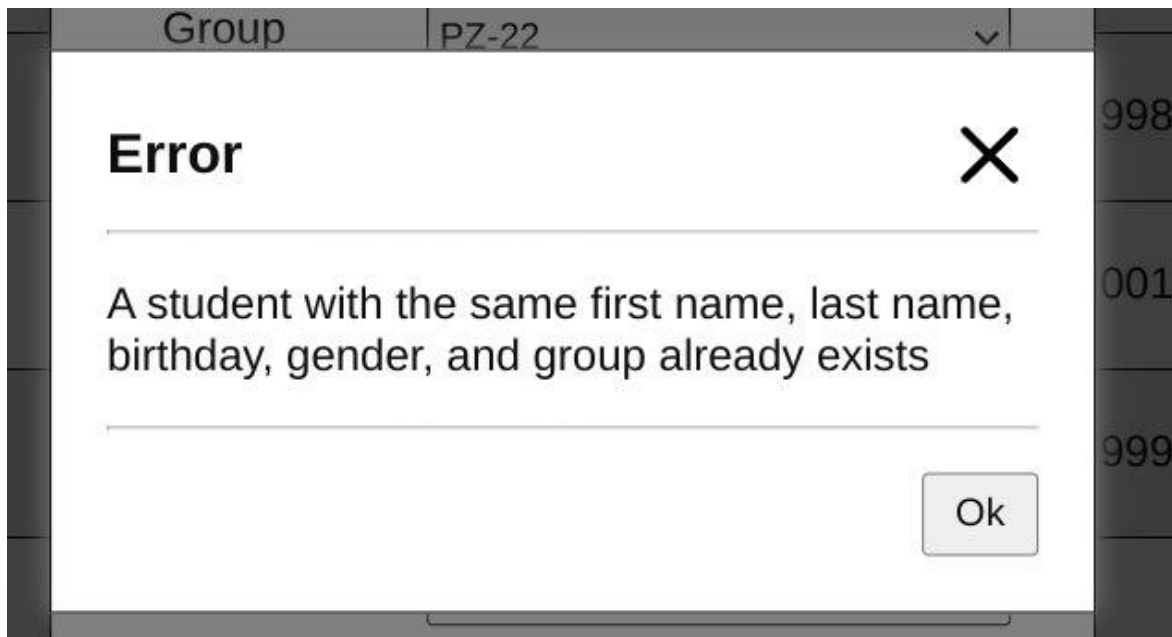 Group
PZ-22
998
Error
A student with the same first name, last name,
birthday, gender, and group already exists
001
999
Ok